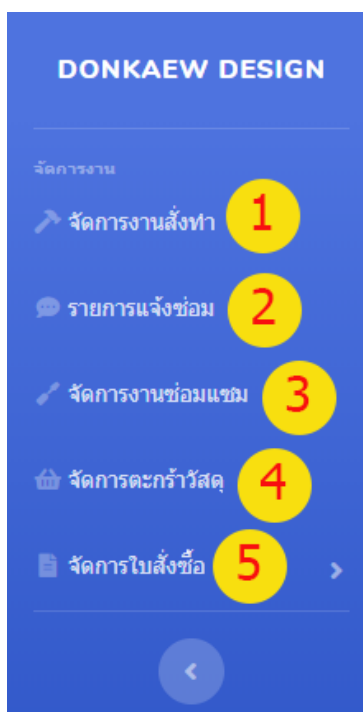 DONKAEW DESIGN
จัดการงาน
จัดการงานสั่งทำ 1
รายการแจ้งซ่อม 2
จัดการงานซ่อมแซม 3
จัดการตะกร้าวัสดุ 4
จัดการใบสั่งซื้อ 5